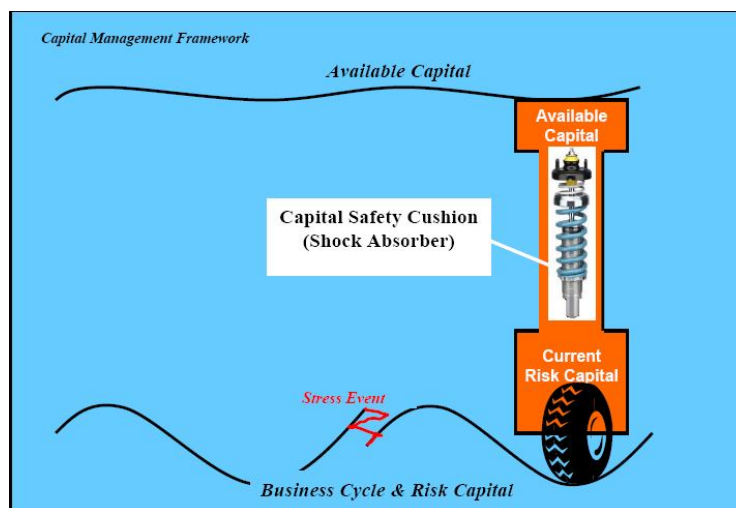 Capital Management Framework
Available Capital
Available
Capital
Capital Safety Cushion
(Shock Absorber)
Current
Risk Capital
Stress Event
Business Cycle & Risk Capital